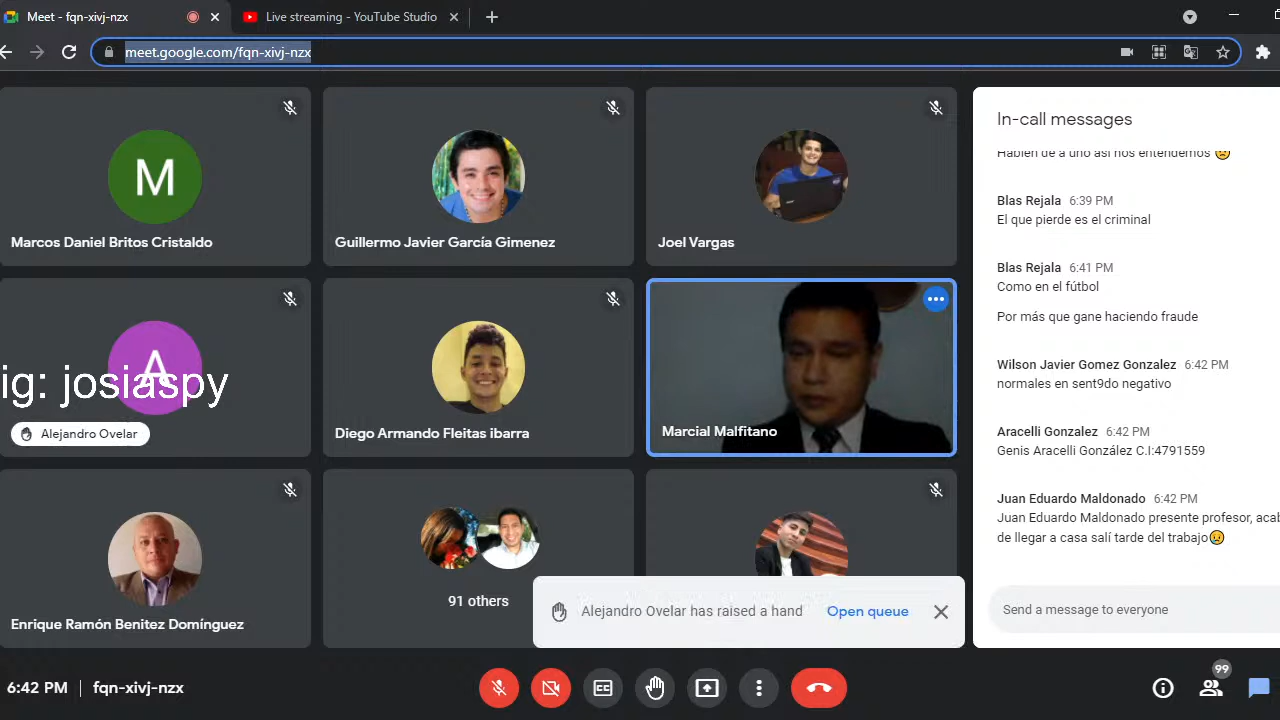 Meet - fqn-xivj-nzx
Live streaming - YouTube Studio
meet.google.com/fqn-xivj-nzx
M
Marcos Daniel Britos Cristaldo
Guillermo Javier García Gimenez
Joel Vargas
A
ig: josiaspy
Alejandro Ovelar
Diego Armando Fleitas ibarra
Marcial Malfitano
Enrique Ramón Benitez Domínguez
91 others
Alejandro Ovelar has raised a hand
Open queue
In-call messages
Hablen de a uno así nos entendemos 😟
Blas Rejala 6:39 PM
El que pierde es el criminal
Blas Rejala 6:41 PM
Como en el fútbol
Por más que gane haciendo fraude
Wilson Javier Gomez Gonzalez 6:42 PM
normales en sent9do negativo
Aracelli Gonzalez 6:42 PM
Genis Aracelli González C.I:4791559
Juan Eduardo Maldonado 6:42 PM
Juan Eduardo Maldonado presente profesor, acab
de llegar a casa salí tarde del trabajo😥
Send a message to everyone
6:42 PM | fqn-xivj-nzx
CC
99